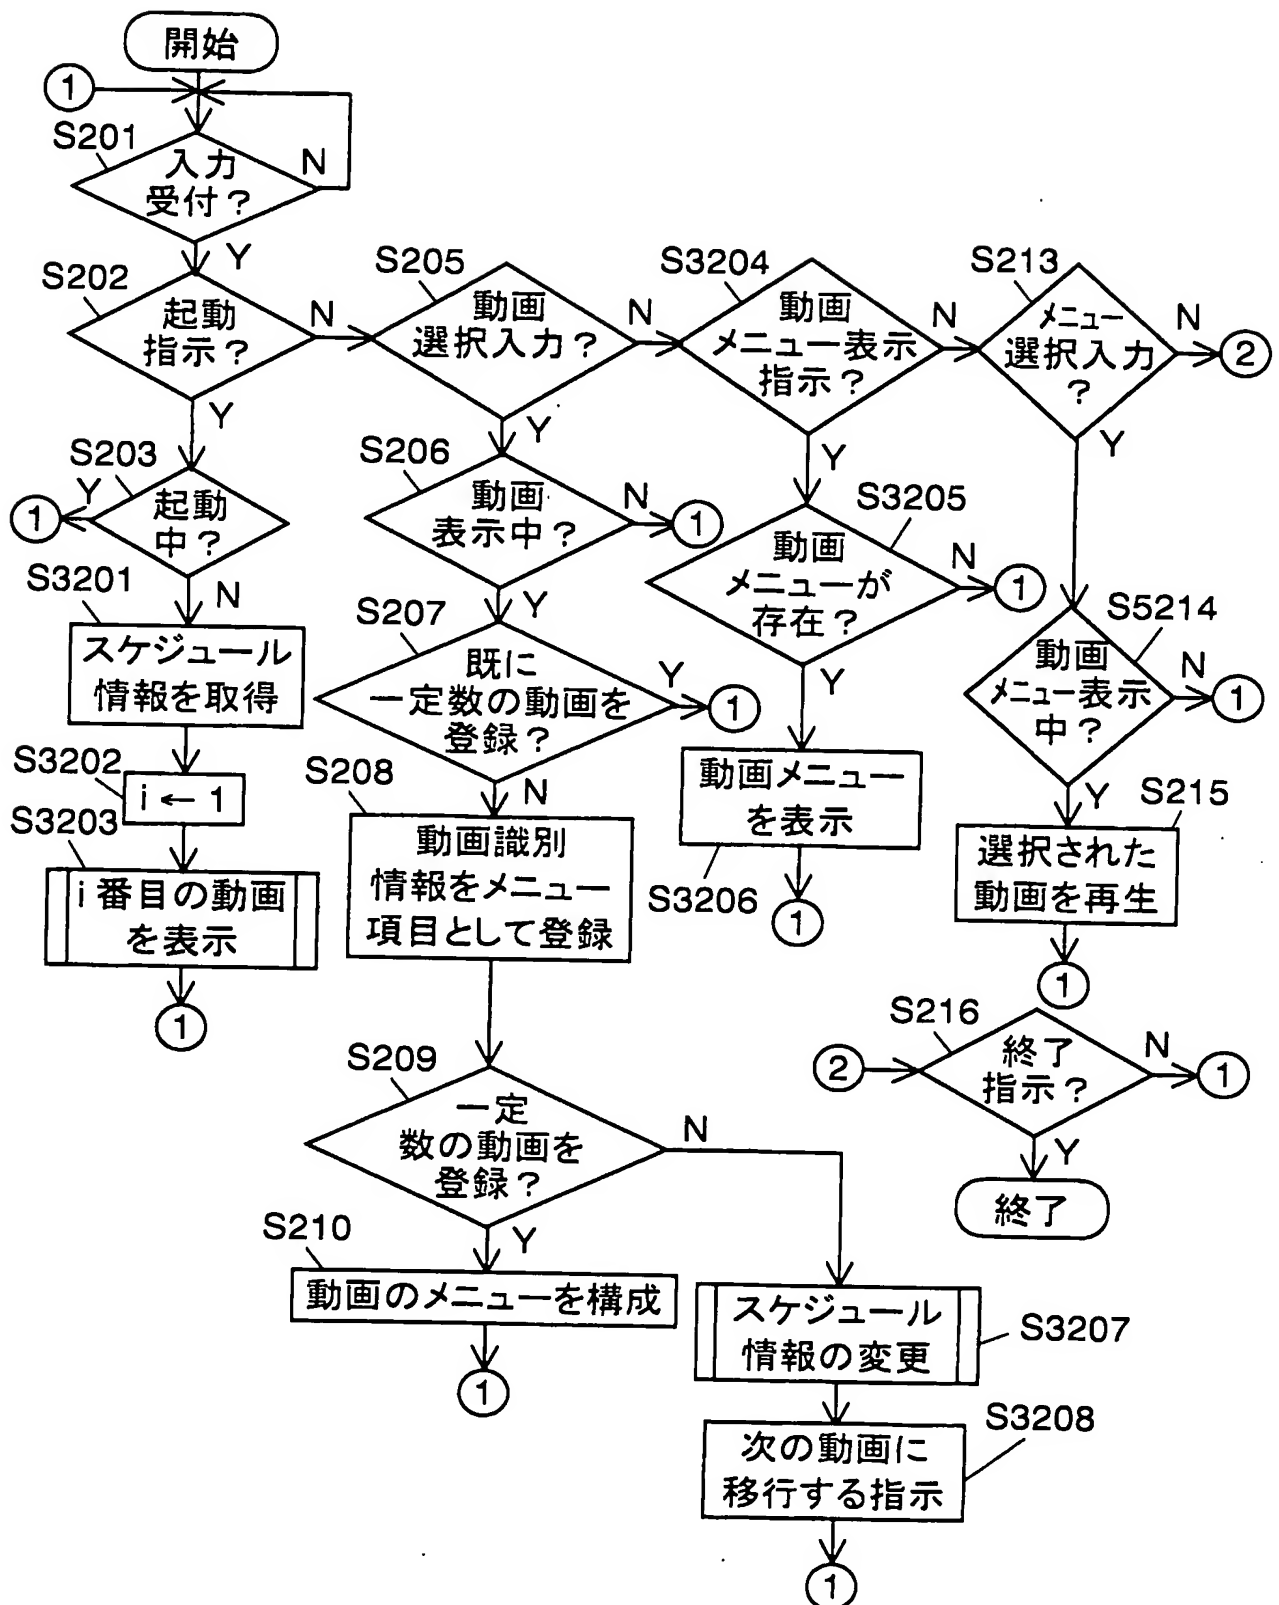 開始
①
S201
入力
受付？
N
Y
S202
起動
指示？
N
Y
S205
動画
選択入力？
N
Y
S3204
動画
メニュー表示
指示？
N
Y
S213
メニュー
選択入力
？
N
②
Y
S203
起動
中？
Y
①
N
S206
動画
表示中？
N
①
Y
S3205
動画
メニューが
存在？
N
①
Y
S5214
動画
メニュー表示
中？
N
①
Y
S3201
スケジュール
情報を取得
S207
既に
一定数の動画を
登録？
Y
①
N
S3202
i ← 1
S208
動画識別
情報をメニュー
項目として登録
動画メニュー
を表示
S3206
①
S215
選択された
動画を再生
①
S3203
i 番目の動画
を表示
①
S216
②
終了
指示？
N
①
Y
終了
S209
一定
数の動画を
登録？
N
Y
S210
動画のメニューを構成
①
スケジュール
情報の変更
S3207
次の動画に
移行する指示
S3208
①